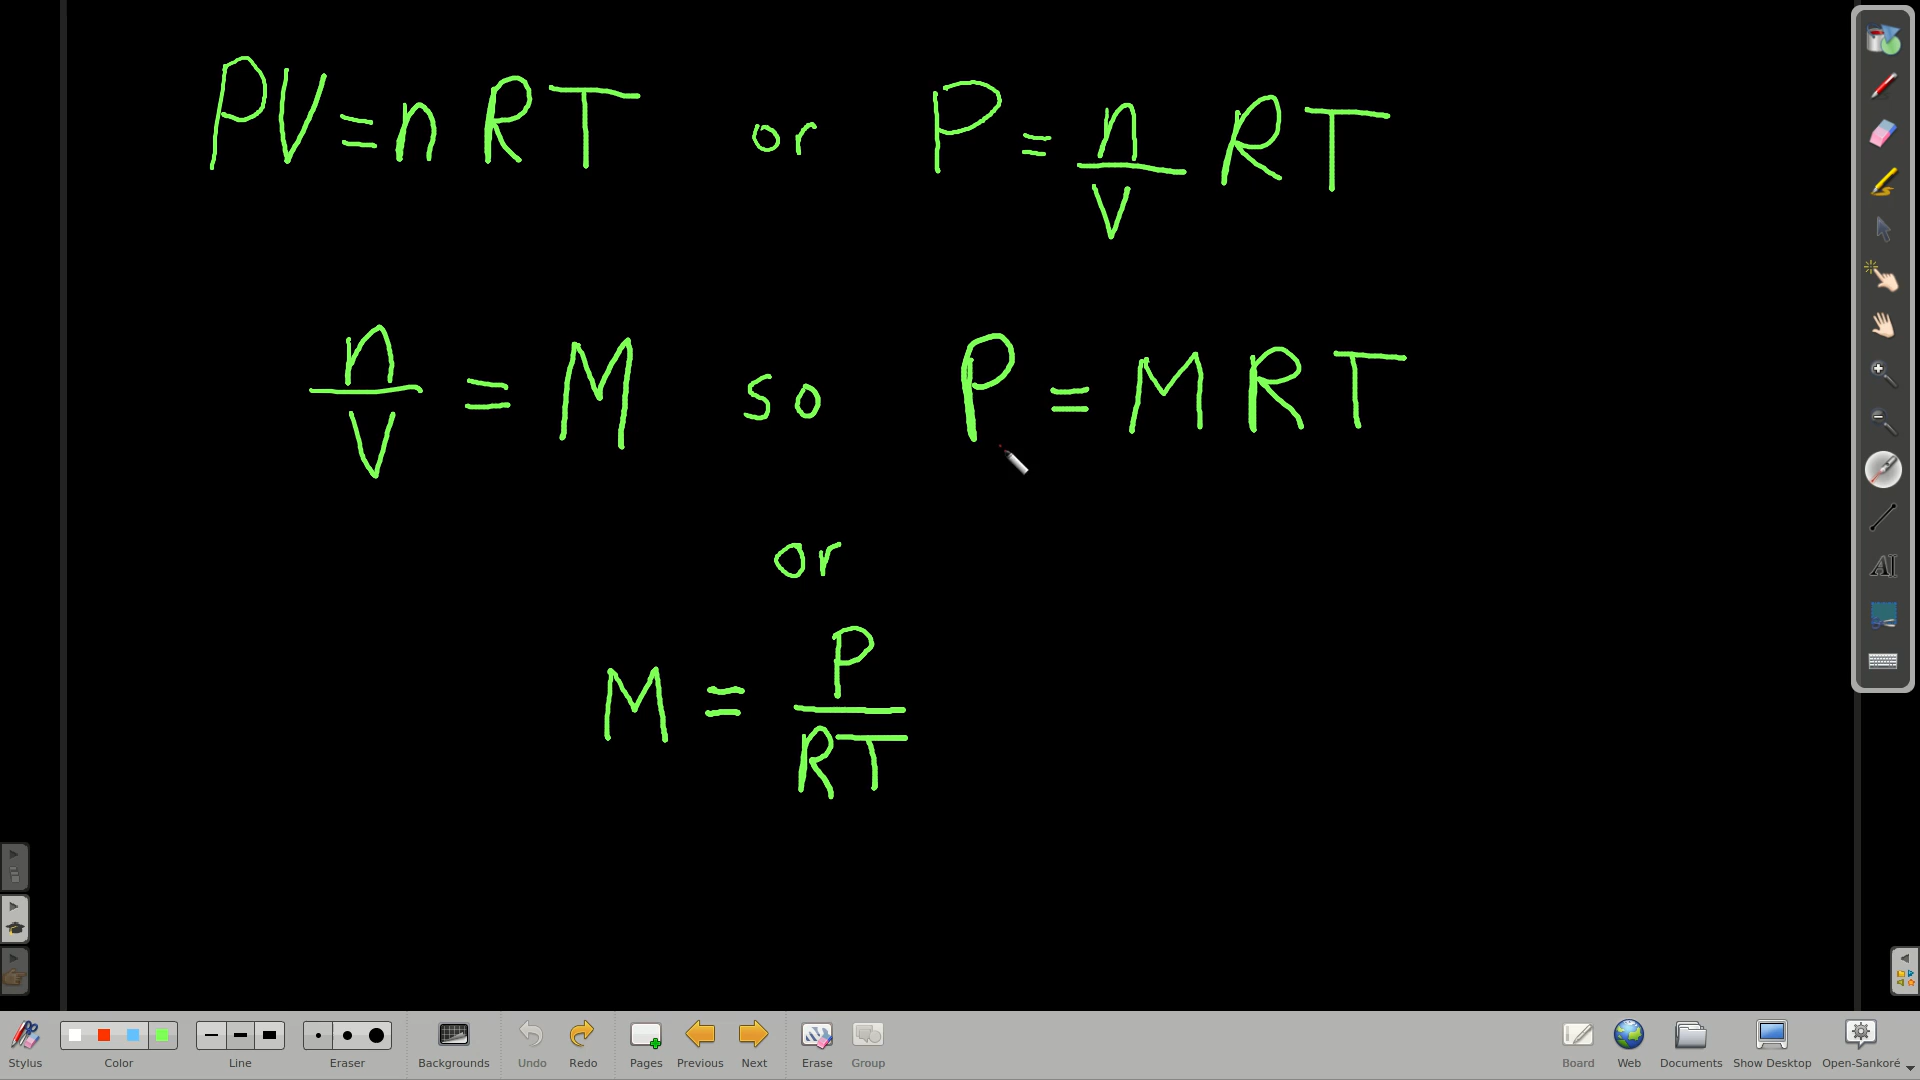 PV = nRT or P = n/V RT
n/V = M so P = MRT
or
M = P/RT
AI
Stylus Color Line Eraser Backgrounds Undo Redo Pages Previous Next Erase Group Board Web Documents Show Desktop Open-Sankoré